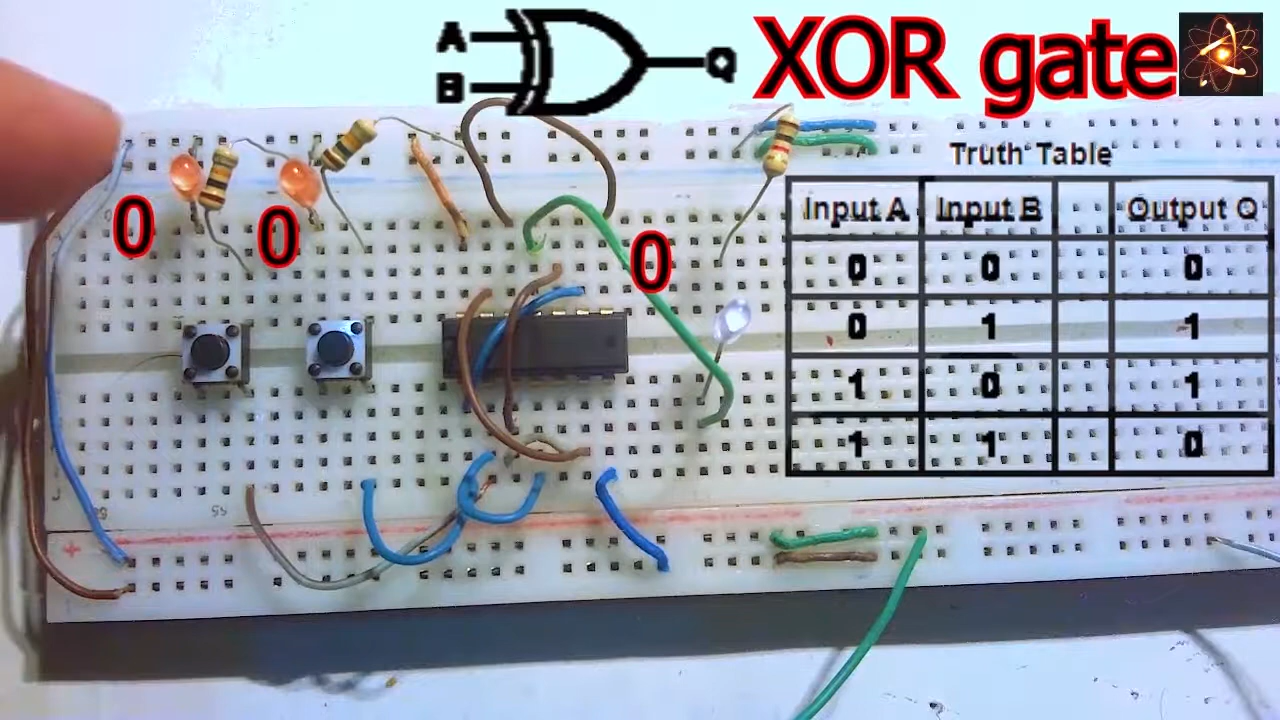 A
B
Q
XOR gate
0
0
0
Truth Table
Input A Input B Output Q
0 0 0
0 1 1
1 0 1
1 1 0
65
+